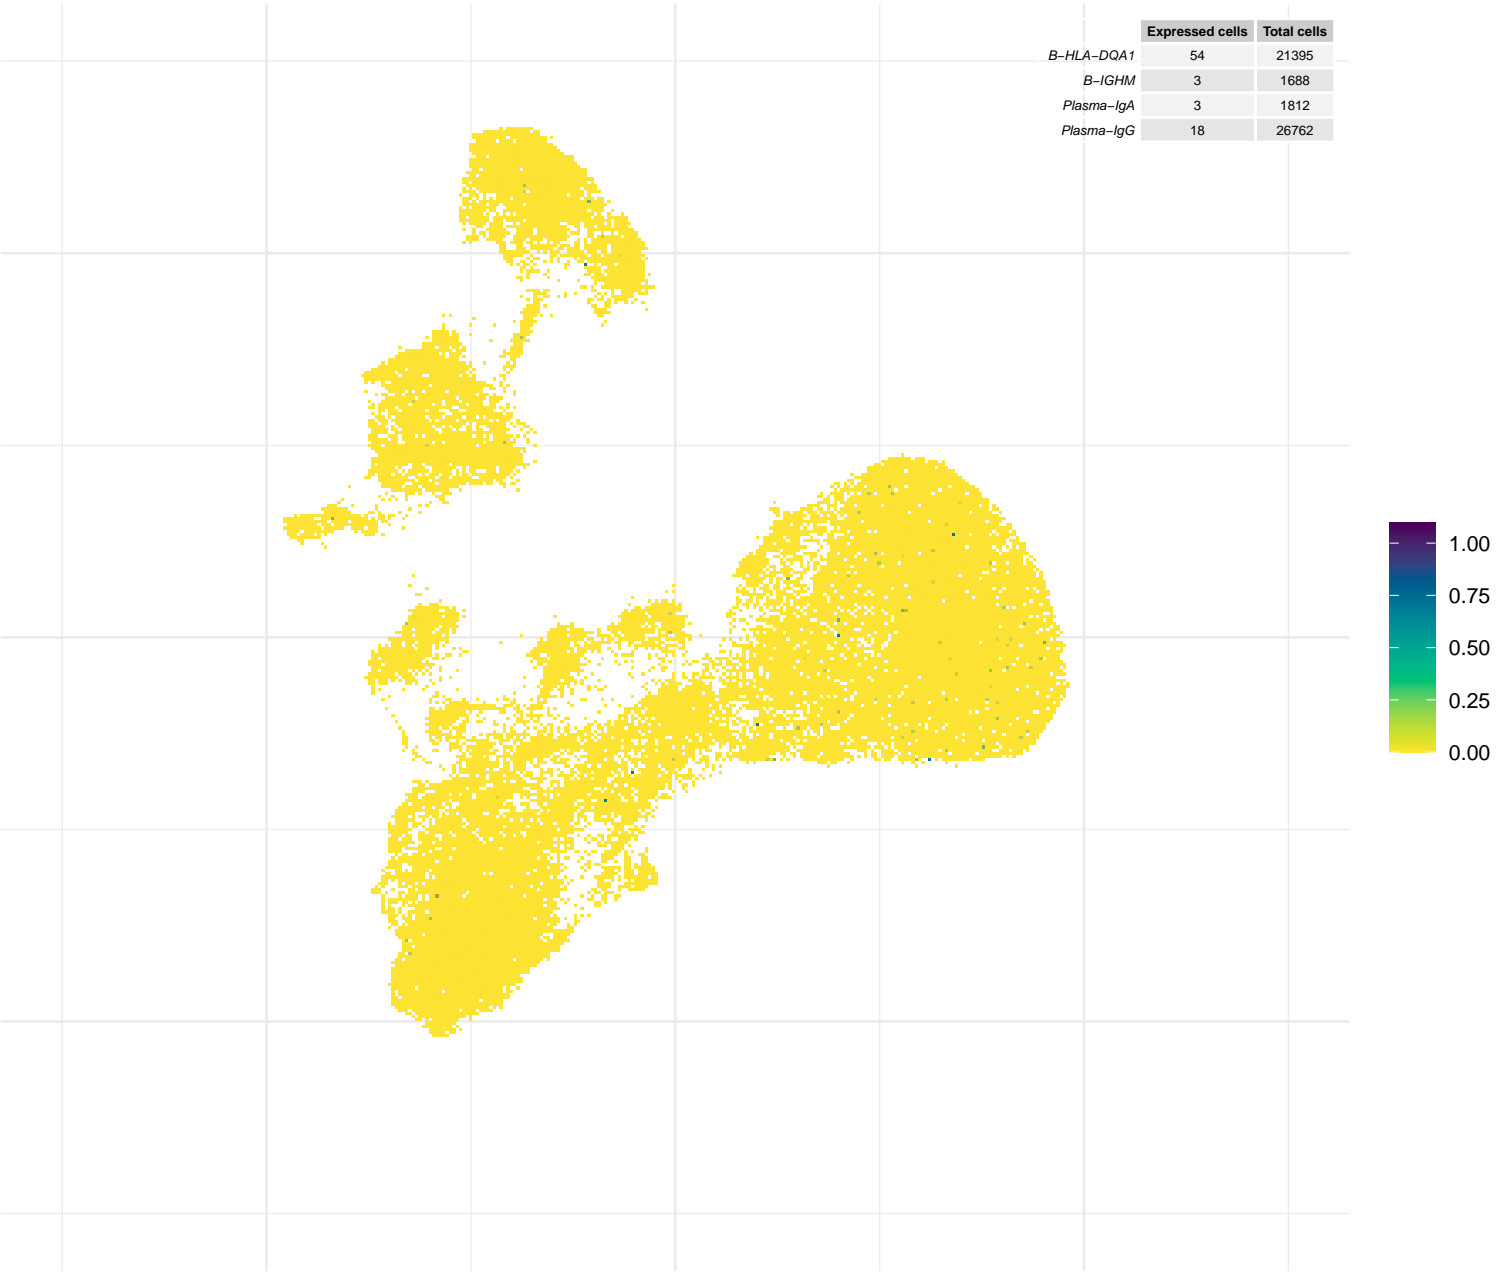 Expressed cells Total cells
B−HLA−DQA1 54 21395
B−IGHM 3 1688
Plasma−IgA 3 1812
Plasma−IgG 18 26762
1.00
0.75
0.50
0.25
0.00